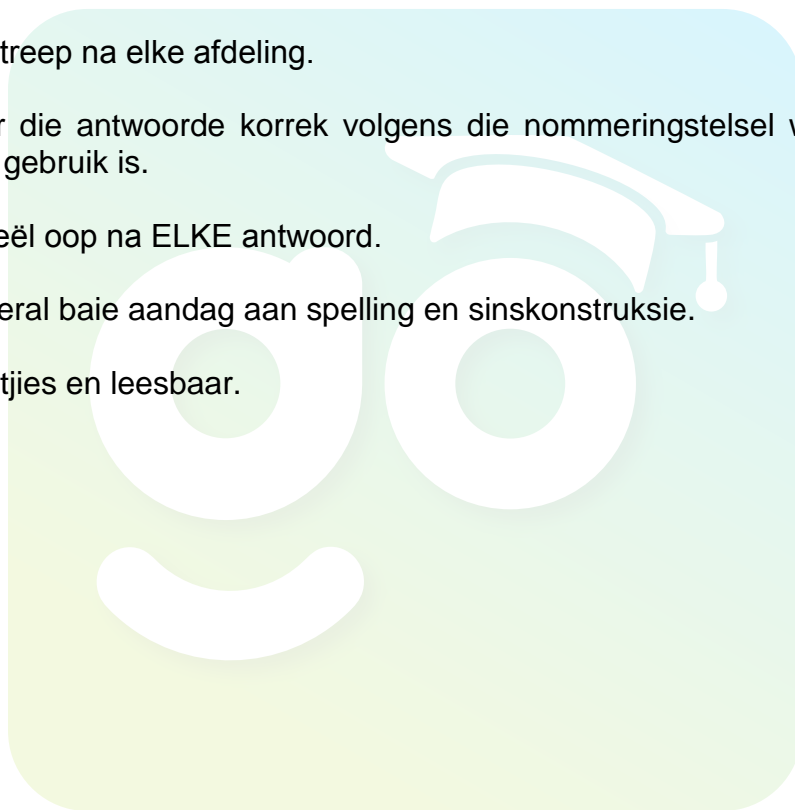 treep na elke afdeling.
r die antwoorde korrek volgens die nommeringstelsel
gebruik is.
eël oop na ELKE antwoord.
eral baie aandag aan spelling en sinskonstruksie.
tjies en leesbaar.
go